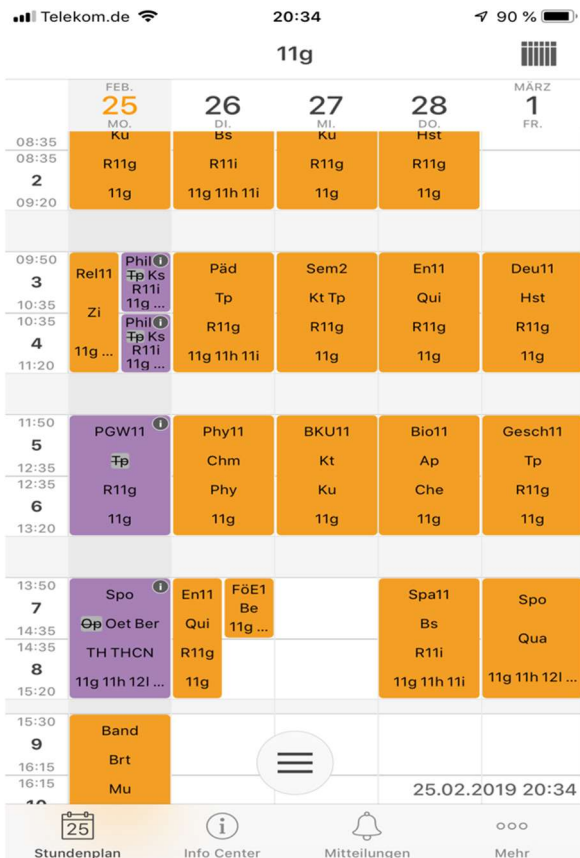 Telekom.de 20:34 90 %
11g
FEB. MÄRZ
25 26 27 28 1
MO. DI. MI. DO. FR.
08:35 Ku Bs Ku Hst
08:35 R11g R11i R11g R11g
2
09:20 11g 11g 11h 11i 11g 11g
09:50
3
10:35
10:35
4
11:20
Rel11
Zi
11g ...
Phil i
Tp Ks
R11i
11g ...
Phil i
Tp Ks
R11i
11g ...
Päd
Tp
R11g
11g 11h 11i
Sem2
Kt Tp
R11g
11g
En11
Qui
R11g
11g
Deu11
Hst
R11g
11g
11:50
5
12:35
12:35
6
13:20
PGW11 i
Tp
R11g
11g
Phy11
Chm
Phy
11g
BKU11
Kt
Ku
11g
Bio11
Ap
Che
11g
Gesch11
Tp
R11g
11g
13:50
7
14:35
14:35
8
15:20
Spo i
Op Oet Ber
TH THCN
11g 11h 12l ...
En11
Qui
R11g
11g
FöE1
Be
11g ...
Spa11
Bs
R11i
11g 11h 11i
Spo
Qua
11g 11h 12l ...
15:30
9
16:15
16:15
10
Band
Brt
Mu
25.02.2019 20:34
25 i
Stundenplan Info Center Mitteilungen Mehr